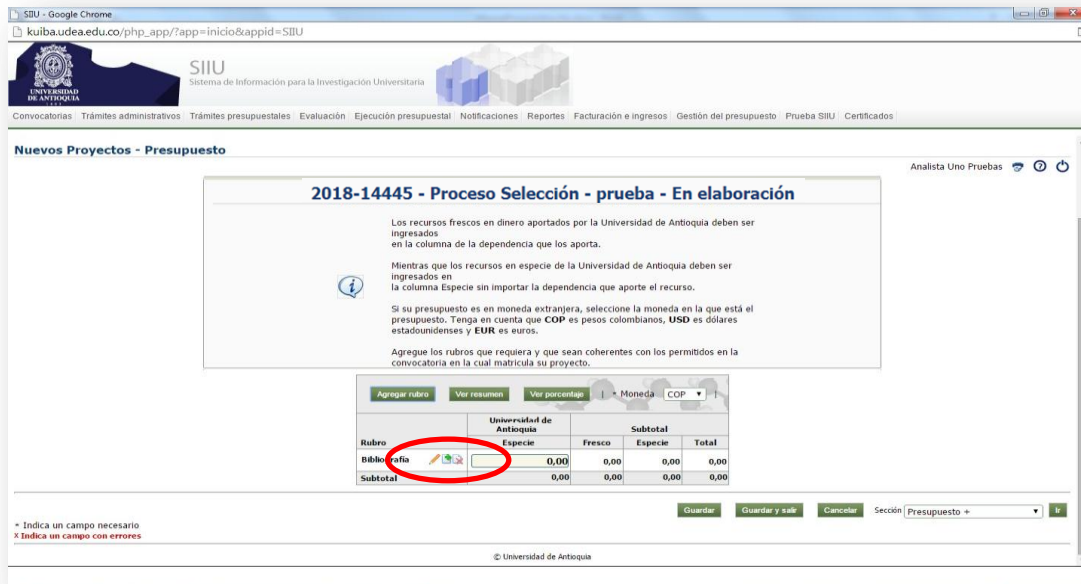 SIIU - Google Chrome
kuiba.udea.edu.co/php_app/?app=inicio&appid=SIIU
UNIVERSIDAD
DE ANTIOQUIA
1803
SIIU
Sistema de Información para la Investigación Universitaria
Convocatorias Trámites administrativos Trámites presupuestales Evaluación Ejecución presupuestal Notificaciones Reportes Facturación e ingresos Gestión del presupuesto Prueba SIIU Certificados
Nuevos Proyectos - Presupuesto
Analista Uno Pruebas
2018-14445 - Proceso Selección - prueba - En elaboración
Los recursos frescos en dinero aportados por la Universidad de Antioquia deben ser
ingresados
en la columna de la dependencia que los aporta.
Mientras que los recursos en especie de la Universidad de Antioquia deben ser
ingresados en
la columna Especie sin importar la dependencia que aporte el recurso.
Si su presupuesto es en moneda extranjera, seleccione la moneda en la que está el
presupuesto. Tenga en cuenta que COP es pesos colombianos, USD es dólares
estadounidenses y EUR es euros.
Agregue los rubros que requiera y que sean coherentes con los permitidos en la
convocatoria en la cual matricula su proyecto.
Agregar rubro Ver resumen Ver porcentaje | * Moneda COP |
Universidad de
Antioquia Subtotal
Rubro Especie Fresco Especie Total
Bibliografía 0,00 0,00 0,00 0,00
Subtotal 0,00 0,00 0,00 0,00
Guardar Guardar y salir Cancelar Sección Presupuesto + Ir
* Indica un campo necesario
x Indica un campo con errores
© Universidad de Antioquia